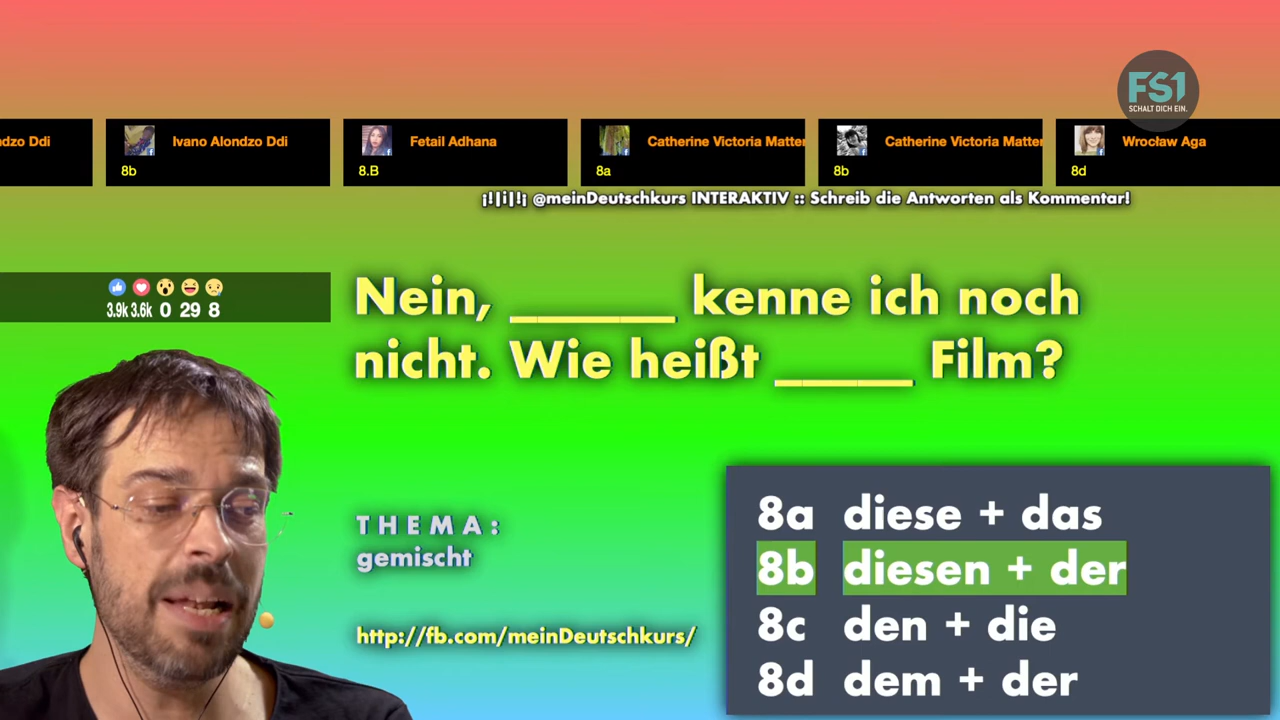 FS1
SCHALT DICH EIN.
dzo Ddi
Ivano Alondzo Ddi
8b
Fetail Adhana
8.B
Catherine Victoria Matter
8a
Catherine Victoria Matter
8b
Wrocław Aga
8d
¡!|i|!¡ @meinDeutschkurs INTERAKTIV :: Schreib die Antworten als Kommentar!
3.9k 3.6k 0 29 8
Nein, ______ kenne ich noch
nicht. Wie heißt _____ Film?
THEMA:
gemischt
http://fb.com/meinDeutschkurs/
8a diese + das
8b diesen + der
8c den + die
8d dem + der